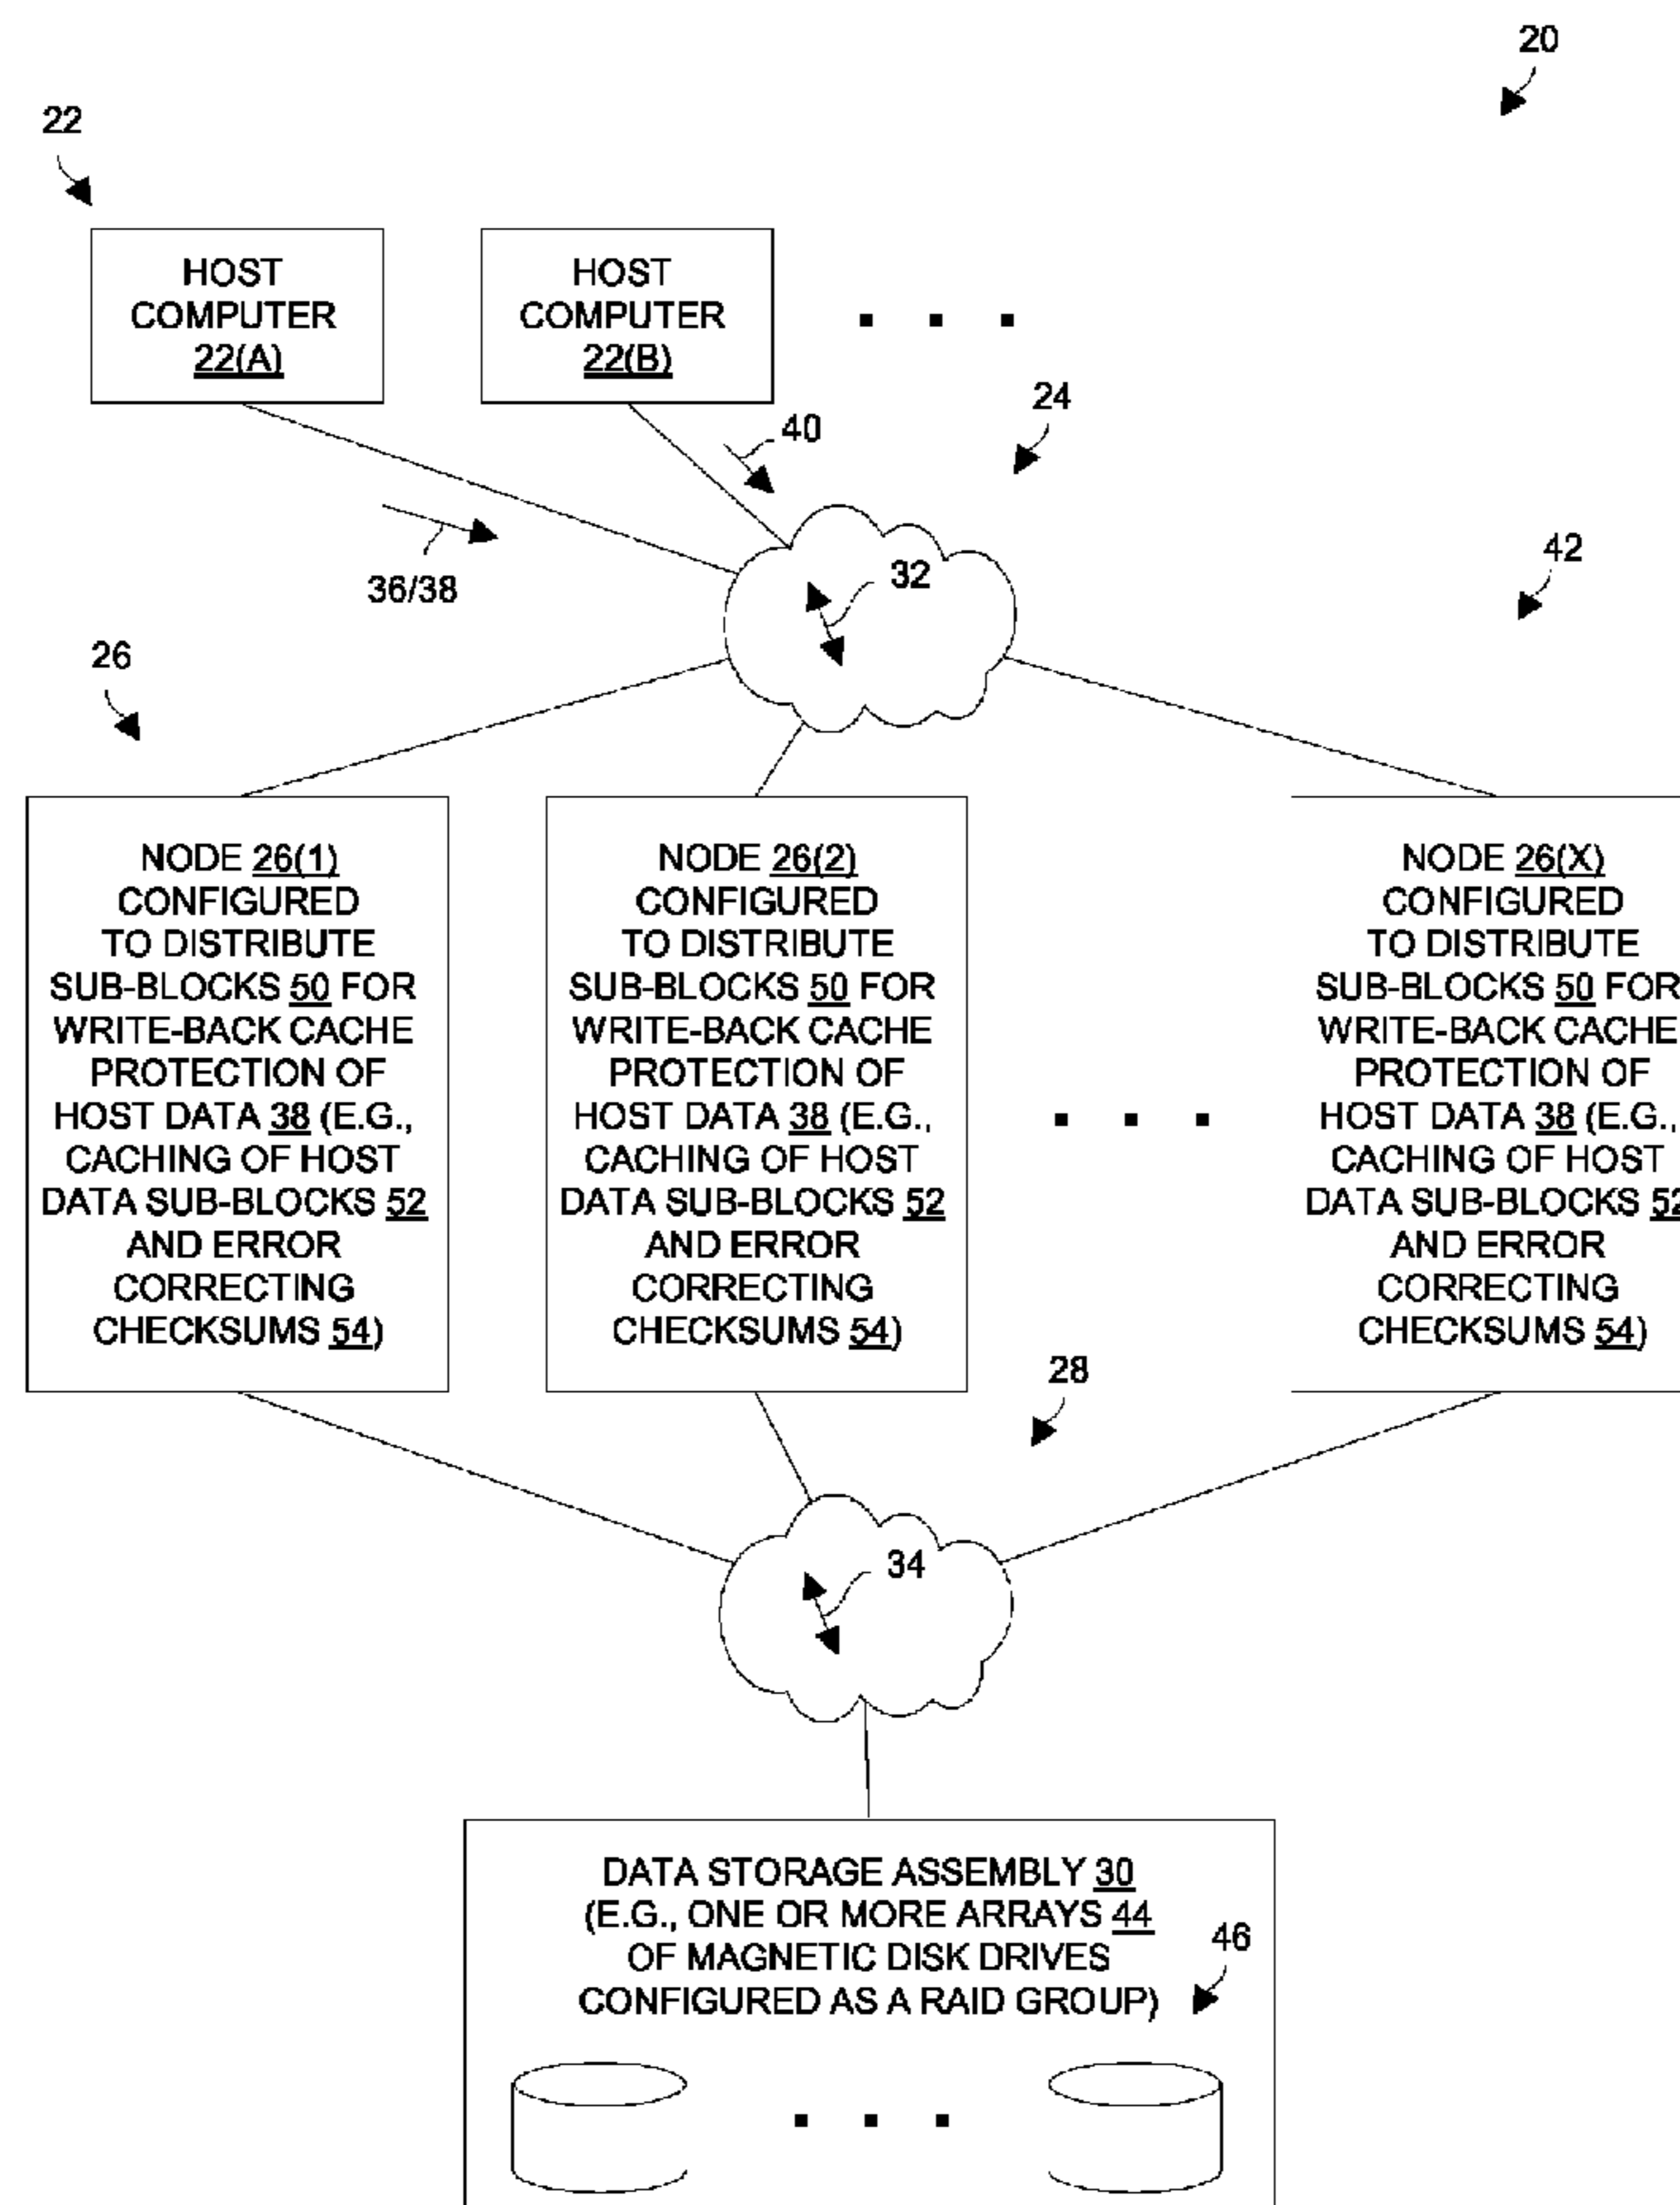 20
22
HOST
COMPUTER
22(A)
HOST
COMPUTER
22(B)
24
40
36/38
32
42
26
NODE 26(1)
CONFIGURED
TO DISTRIBUTE
SUB-BLOCKS 50 FOR
WRITE-BACK CACHE
PROTECTION OF
HOST DATA 38 (E.G.,
CACHING OF HOST
DATA SUB-BLOCKS 52
AND ERROR
CORRECTING
CHECKSUMS 54)
NODE 26(2)
CONFIGURED
TO DISTRIBUTE
SUB-BLOCKS 50 FOR
WRITE-BACK CACHE
PROTECTION OF
HOST DATA 38 (E.G.,
CACHING OF HOST
DATA SUB-BLOCKS 52
AND ERROR
CORRECTING
CHECKSUMS 54)
NODE 26(X)
CONFIGURED
TO DISTRIBUTE
SUB-BLOCKS 50 FOR
WRITE-BACK CACHE
PROTECTION OF
HOST DATA 38 (E.G.,
CACHING OF HOST
DATA SUB-BLOCKS 52
AND ERROR
CORRECTING
CHECKSUMS 54)
28
34
DATA STORAGE ASSEMBLY 30
(E.G., ONE OR MORE ARRAYS 44
OF MAGNETIC DISK DRIVES
CONFIGURED AS A RAID GROUP)
46